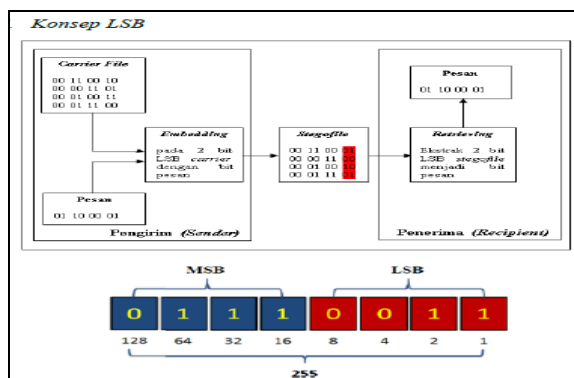 Konsep LSB
Carrier File
00 11 00 10
00 00 11 01
00 01 00 11
00 01 11 00
Pesan
01 10 00 01
Embedding
pada 2 bit
LSB carrier
dengan bit
pesan
Pengirim (Sender)
Stegofile
00 11 00 01
00 00 11
00 01 00
00 01 11 01
Pesan
01 10 00 01
Retrieving
Ekstrak 2 bit
LSB stegofile
menjadi bit
pesan
Penerima (Recipient)
MSB LSB
0 1 1 1 0 0 1 1
128 64 32 16 8 4 2 1
255